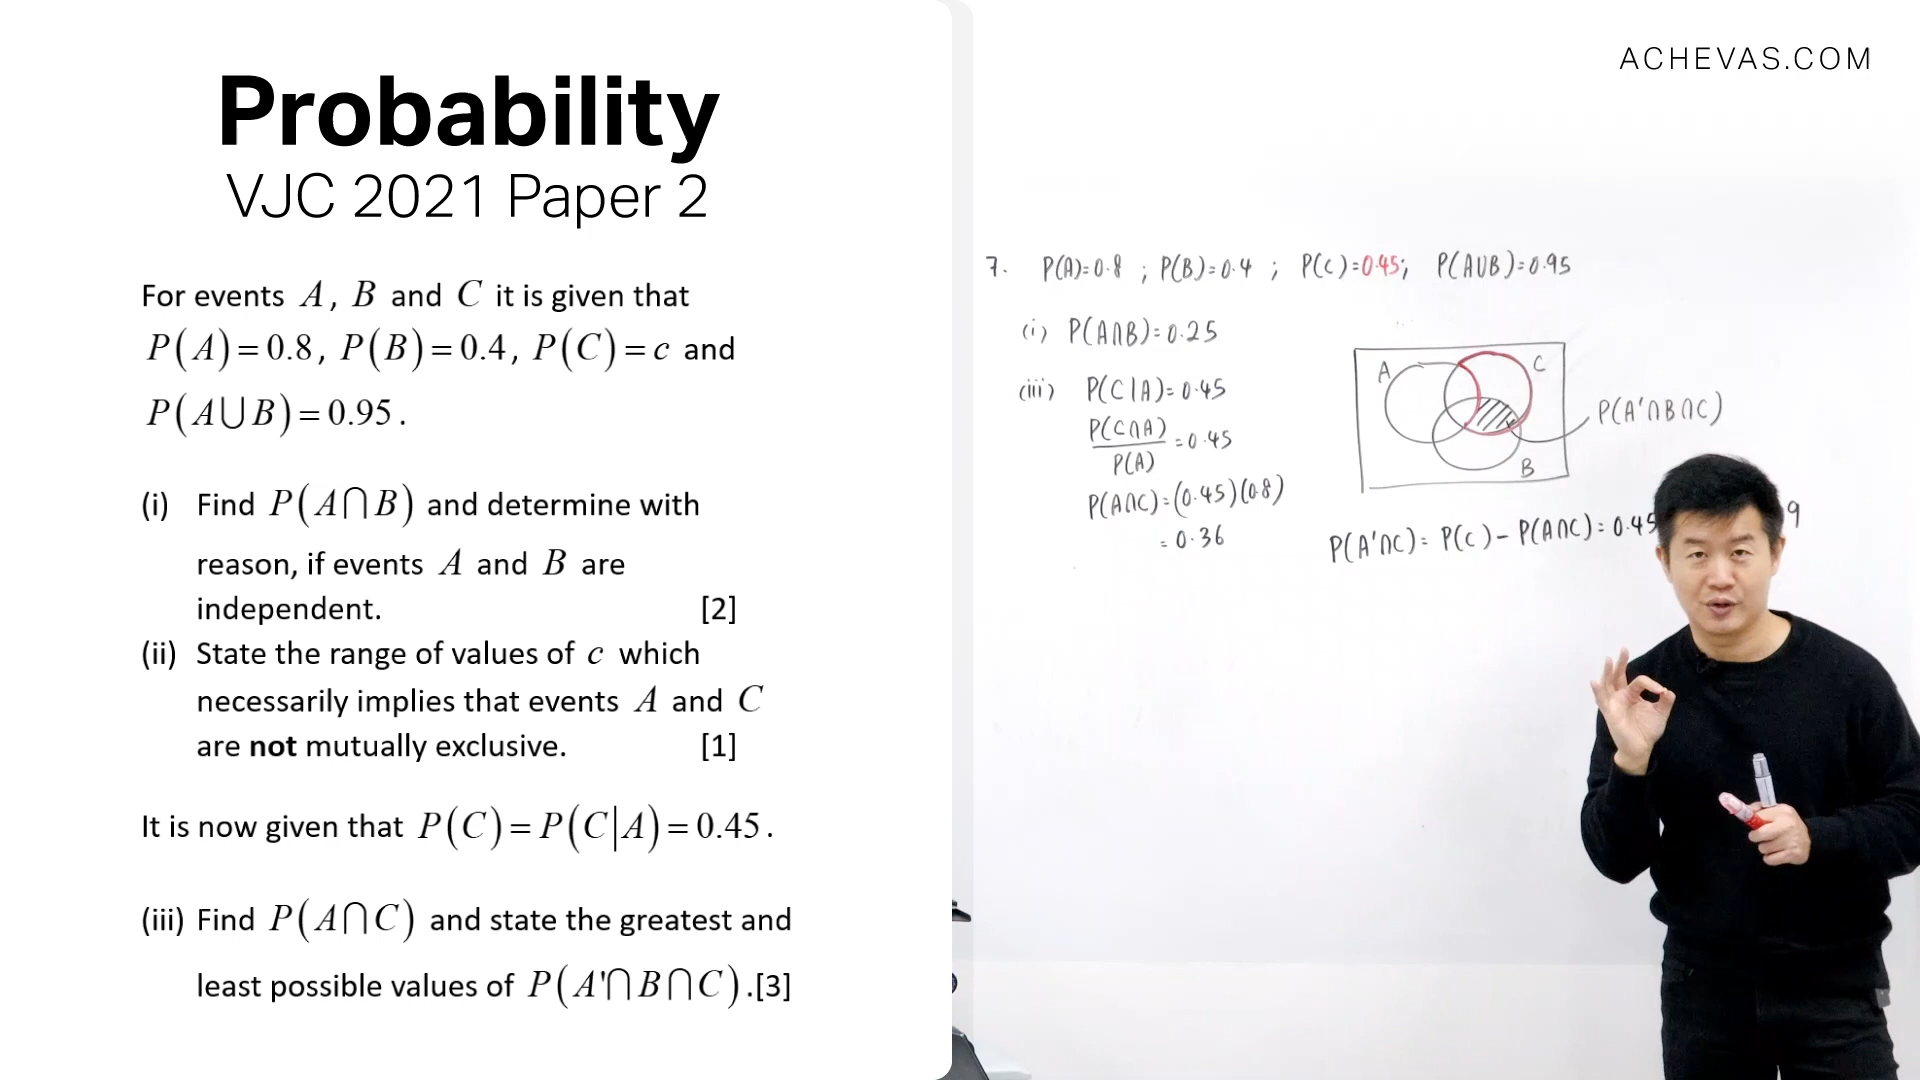 ACHEVAS.COM
Probability
VJC 2021 Paper 2
For events A, B and C it is given that
P(A)=0.8, P(B)=0.4, P(C)=c and
P(A∪B)=0.95.
(i) Find P(A∩B) and determine with
reason, if events A and B are
independent. [2]
(ii) State the range of values of c which
necessarily implies that events A and C
are not mutually exclusive. [1]
It is now given that P(C)=P(C|A)=0.45.
(iii) Find P(A∩C) and state the greatest and
least possible values of P(A'∩B∩C).[3]
7. P(A)=0.8 ; P(B)=0.4 ; P(C)=0.45; P(A∪B)=0.95
(i) P(A∩B)=0.25
(iii) P(C|A)=0.45
P(C∩A)/P(A) =0.45
P(A∩C)=(0.45)(0.8)
=0.36
A
C
B
P(A'∩B∩C)
P(A'∩C)=P(C)-P(A∩C)=0.45 9